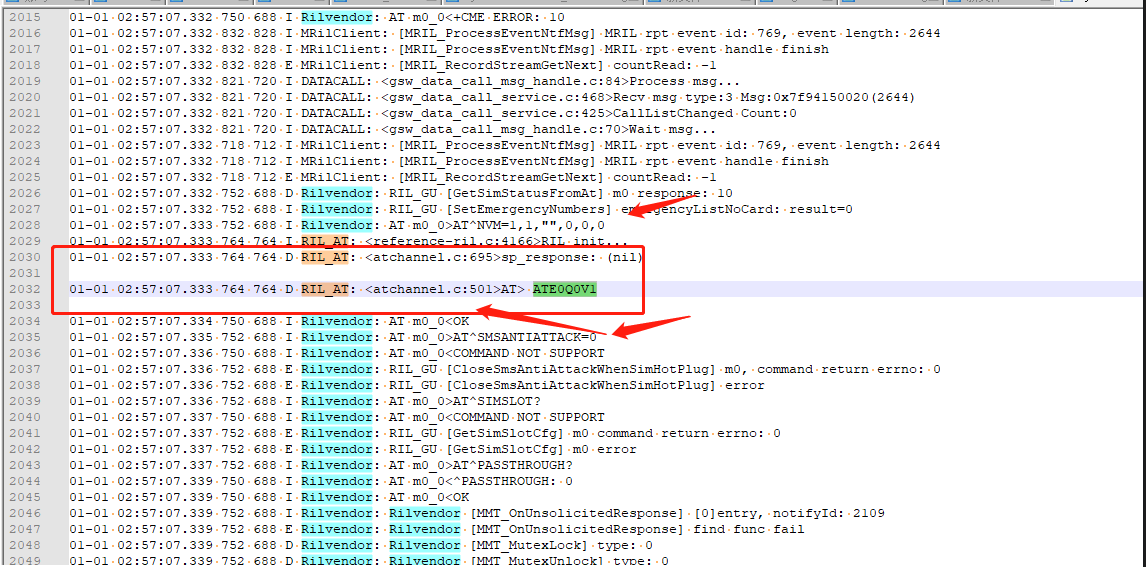 2015 01-01 02:57:07.332 750 688 I Rilvendor: AT m0_0<+CME ERROR: 10
2016 01-01 02:57:07.332 832 828 I MRilClient: [MRIL_ProcessEventNtfMsg] MRIL rpt event id: 769, event length: 2644
2017 01-01 02:57:07.332 832 828 I MRilClient: [MRIL_ProcessEventNtfMsg] MRIL rpt event handle finish
2018 01-01 02:57:07.332 832 828 E MRilClient: [MRIL_RecordStreamGetNext] countRead: -1
2019 01-01 02:57:07.332 821 720 I DATACALL: <gsw_data_call_msg_handle.c:84>Process msg...
2020 01-01 02:57:07.332 821 720 I DATACALL: <gsw_data_call_service.c:468>Recv msg type:3 Msg:0x7f94150020(2644)
2021 01-01 02:57:07.332 821 720 I DATACALL: <gsw_data_call_service.c:425>CallListChanged Count:0
2022 01-01 02:57:07.332 821 720 I DATACALL: <gsw_data_call_msg_handle.c:70>Wait msg...
2023 01-01 02:57:07.332 718 712 I MRilClient: [MRIL_ProcessEventNtfMsg] MRIL rpt event id: 769, event length: 2644
2024 01-01 02:57:07.332 718 712 I MRilClient: [MRIL_ProcessEventNtfMsg] MRIL rpt event handle finish
2025 01-01 02:57:07.332 718 712 E MRilClient: [MRIL_RecordStreamGetNext] countRead: -1
2026 01-01 02:57:07.332 752 688 D Rilvendor: RIL_GU [GetSimStatusFromAt] m0 response: 10
2027 01-01 02:57:07.332 752 688 I Rilvendor: RIL_GU [SetEmergencyNumbers] emergencyListNoCard: result=0
2028 01-01 02:57:07.333 752 688 I Rilvendor: AT m0_0>AT^NVM=1,1,"",0,0,0
2029 01-01 02:57:07.333 764 764 I RIL_AT: <reference-ril.c:4166>RIL init...
2030 01-01 02:57:07.333 764 764 D RIL_AT: <atchannel.c:695>sp_response: (nil)
2031
2032 01-01 02:57:07.333 764 764 D RIL_AT: <atchannel.c:501>AT> ATE0Q0V1
2033
2034 01-01 02:57:07.334 750 688 I Rilvendor: AT m0_0<OK
2035 01-01 02:57:07.335 752 688 I Rilvendor: AT m0_0>AT^SMSANTIATTACK=0
2036 01-01 02:57:07.336 750 688 I Rilvendor: AT m0_0<COMMAND NOT SUPPORT
2037 01-01 02:57:07.336 752 688 E Rilvendor: RIL_GU [CloseSmsAntiAttackWhenSimHotPlug] m0, command return errno: 0
2038 01-01 02:57:07.336 752 688 E Rilvendor: RIL_GU [CloseSmsAntiAttackWhenSimHotPlug] error
2039 01-01 02:57:07.336 752 688 I Rilvendor: AT m0_0>AT^SIMSLOT?
2040 01-01 02:57:07.337 750 688 I Rilvendor: AT m0_0<COMMAND NOT SUPPORT
2041 01-01 02:57:07.337 752 688 E Rilvendor: RIL_GU [GetSimSlotCfg] m0 command return errno: 0
2042 01-01 02:57:07.337 752 688 E Rilvendor: RIL_GU [GetSimSlotCfg] m0 error
2043 01-01 02:57:07.337 752 688 I Rilvendor: AT m0_0>AT^PASSTHROUGH?
2044 01-01 02:57:07.339 750 688 I Rilvendor: AT m0_0<^PASSTHROUGH: 0
2045 01-01 02:57:07.339 750 688 I Rilvendor: AT m0_0<OK
2046 01-01 02:57:07.339 752 688 I Rilvendor: Rilvendor [MMT_OnUnsolicitedResponse] [0]entry, notifyId: 2109
2047 01-01 02:57:07.339 752 688 E Rilvendor: Rilvendor [MMT_OnUnsolicitedResponse] find func fail
2048 01-01 02:57:07.339 752 688 D Rilvendor: Rilvendor [MMT_MutexLock] type: 0
2049 01-01 02:57:07.339 752 688 D Rilvendor: Rilvendor [MMT_MutexUnlock] type: 0